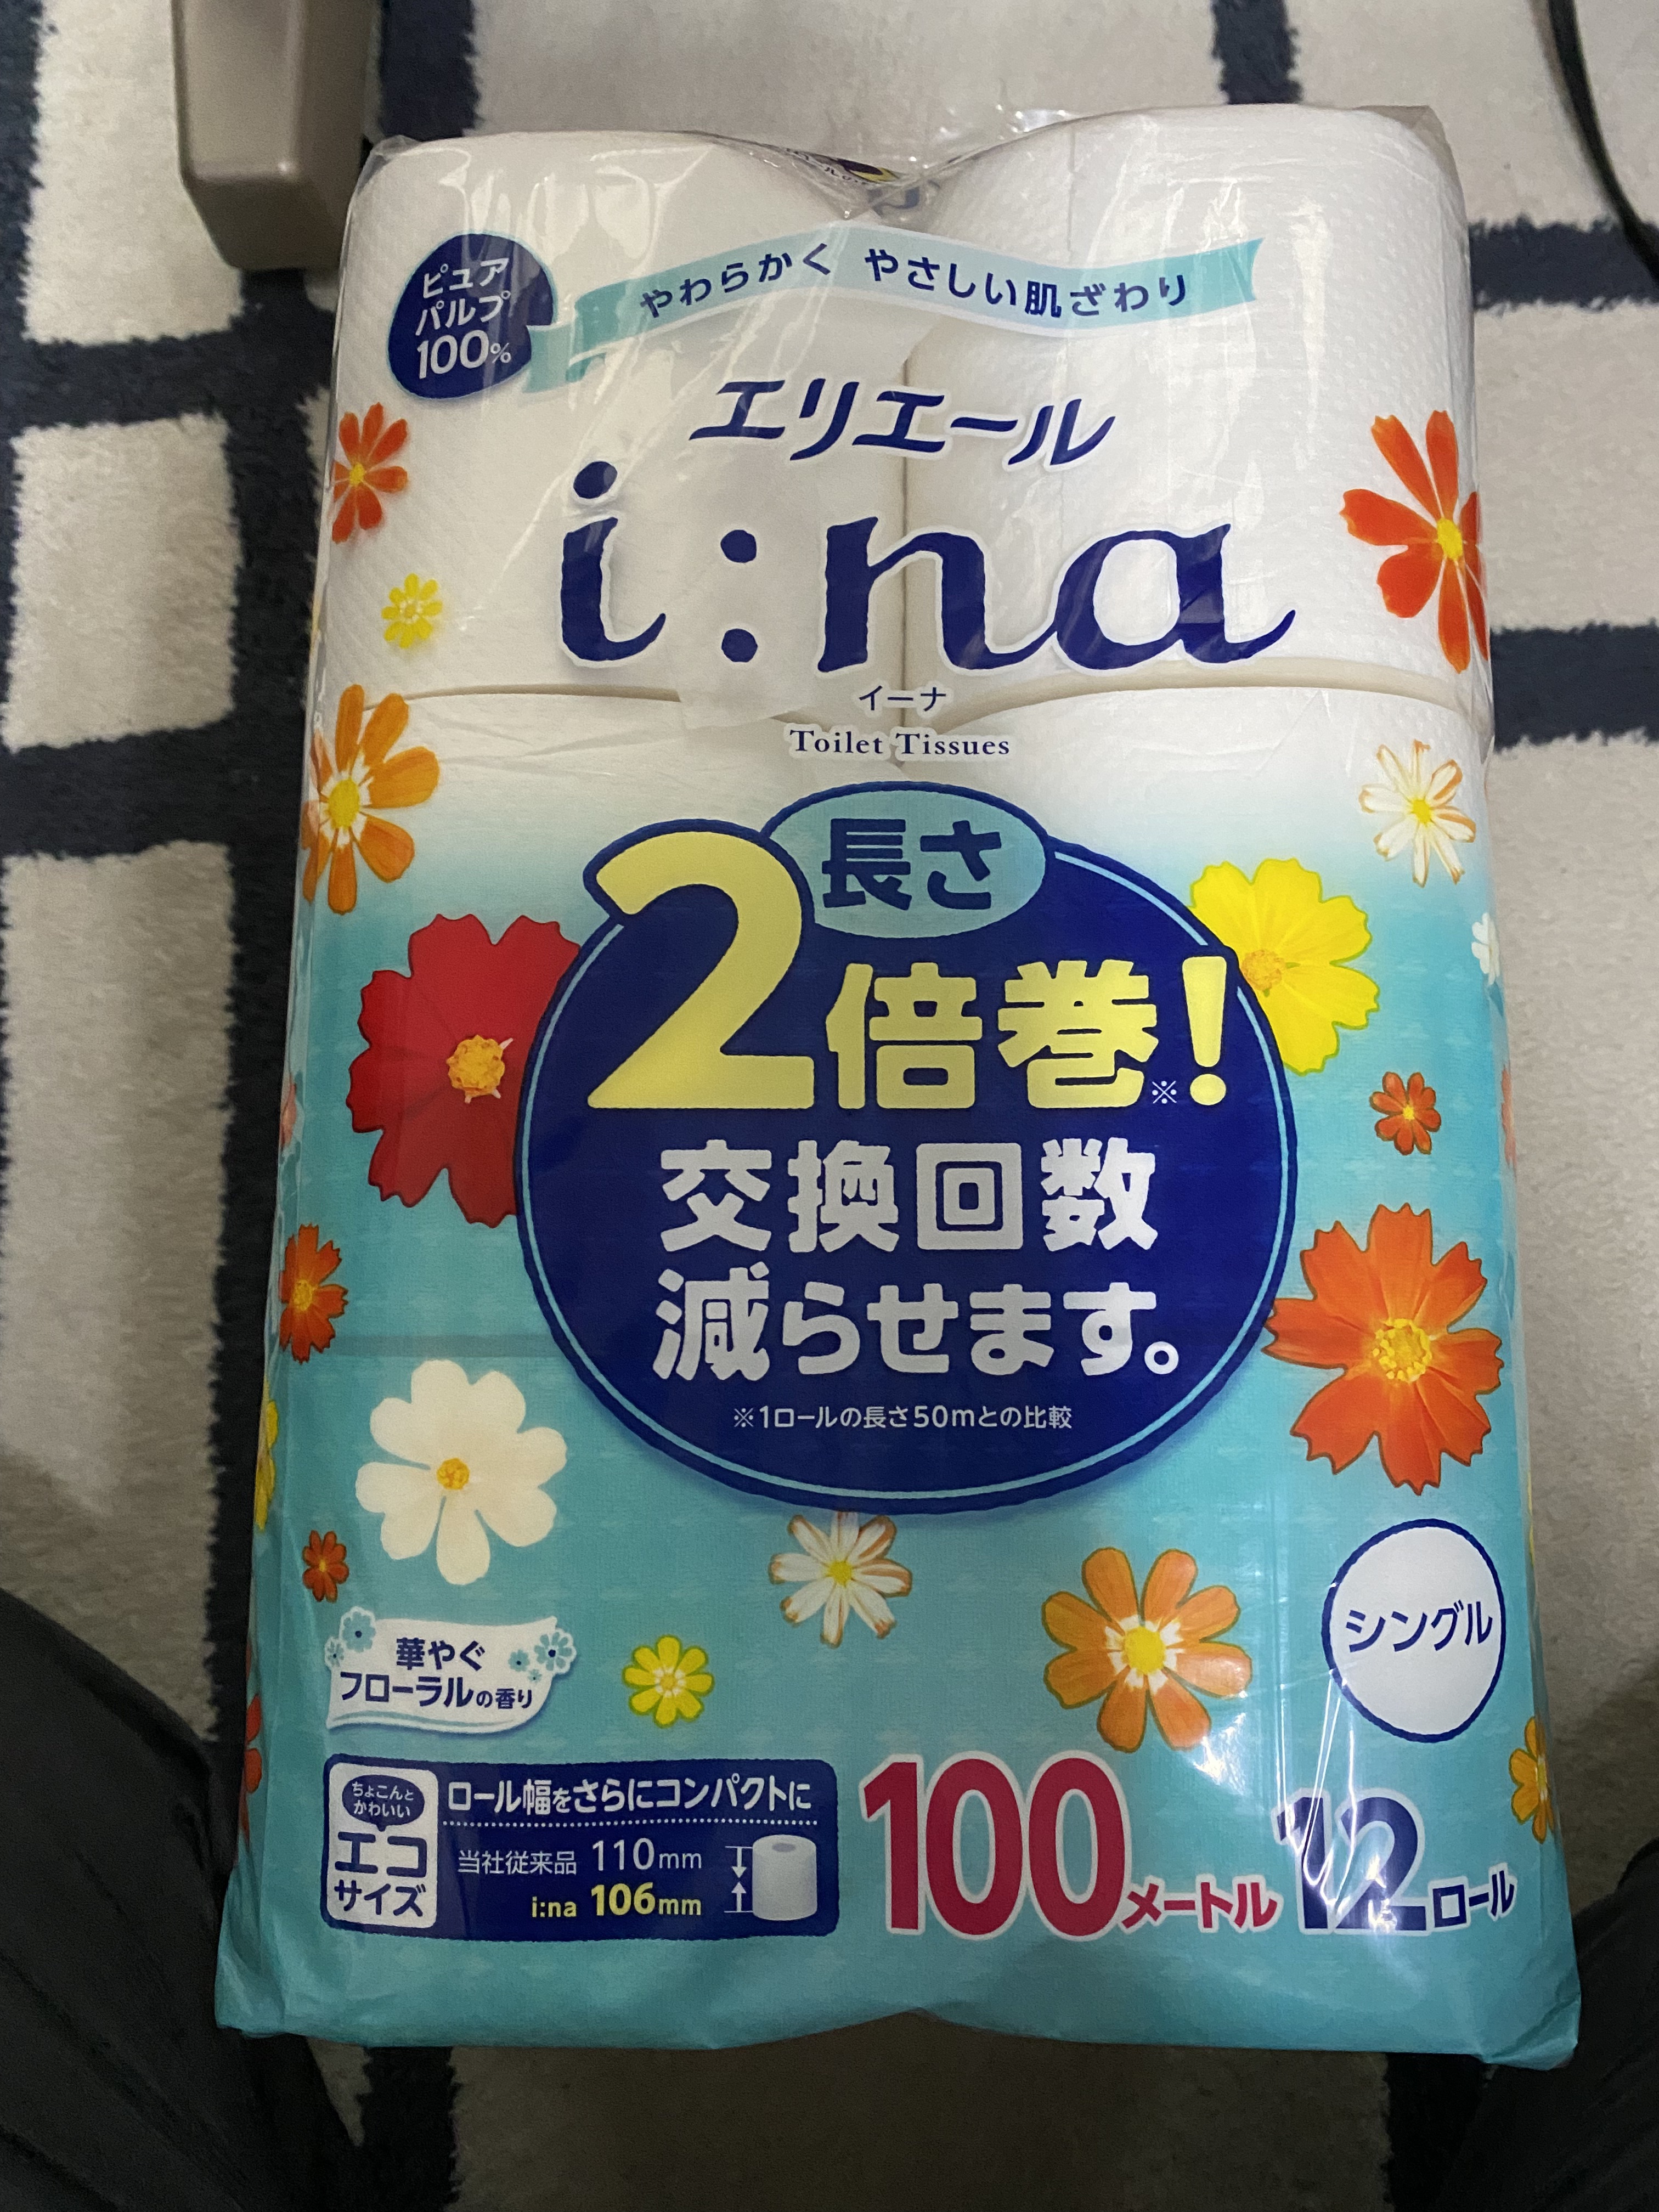 ピュア
パルプ
100%
やわらかく やさしい肌ざわり
エリエール
i:na
イーナ
Toilet Tissues
長さ
2倍巻!
※
交換回数
減らせます。
※1ロールの長さ50mとの比較
シングル
華やぐ
フローラルの香り
ちょこんと
かわいい
エコ
サイズ
ロール幅をさらにコンパクトに
当社従来品 110mm
i:na 106mm
100メートル 12ロール